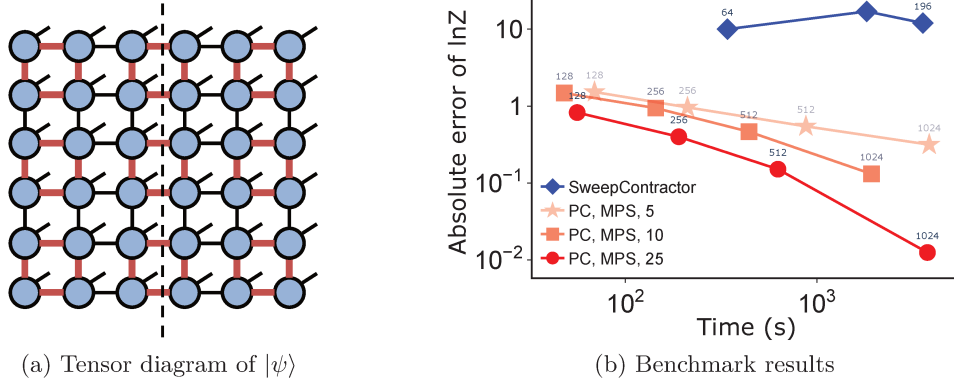 Absolute error of lnZ
10
1
10⁻¹
10⁻²
64
196
128
128
256
256
512
512
1024
1024
128
256
512
1024
SweepContractor
PC, MPS, 5
PC, MPS, 10
PC, MPS, 25
10²
10³
Time (s)
(a) Tensor diagram of |ψ⟩
(b) Benchmark results